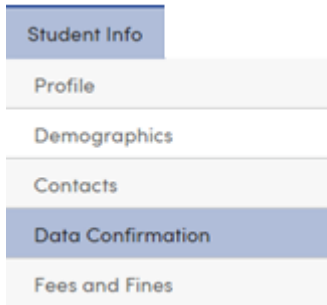 Student Info
Profile
Demographics
Contacts
Data Confirmation
Fees and Fines